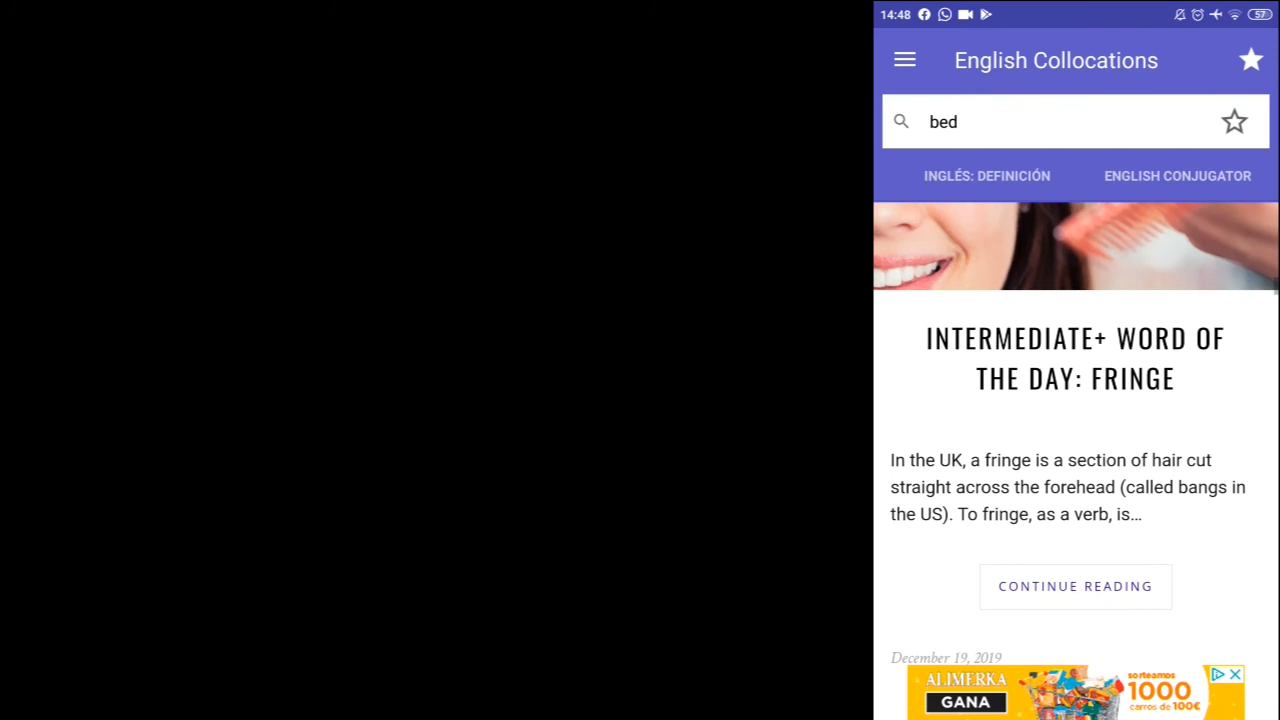 14:48
57
English Collocations
bed
INGLÉS: DEFINICIÓN ENGLISH CONJUGATOR
INTERMEDIATE+ WORD OF
THE DAY: FRINGE
In the UK, a fringe is a section of hair cut
straight across the forehead (called bangs in
the US). To fringe, as a verb, is...
CONTINUE READING
December 19, 2019
ALIMERKA
GANA
sorteamos
1000
carros de 100€